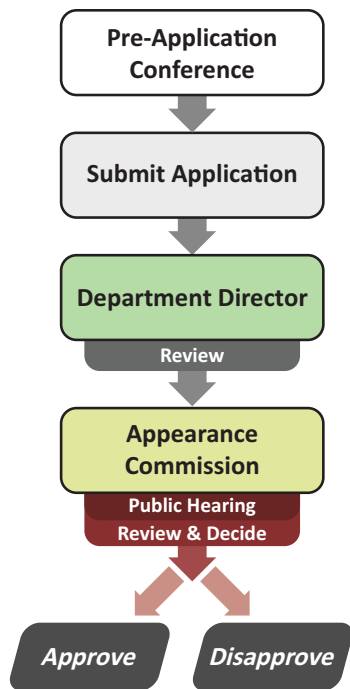 Pre-Application
Conference
Submit Application
Department Director
Review
Appearance
Commission
Public Hearing
Review & Decide
Approve
Disapprove